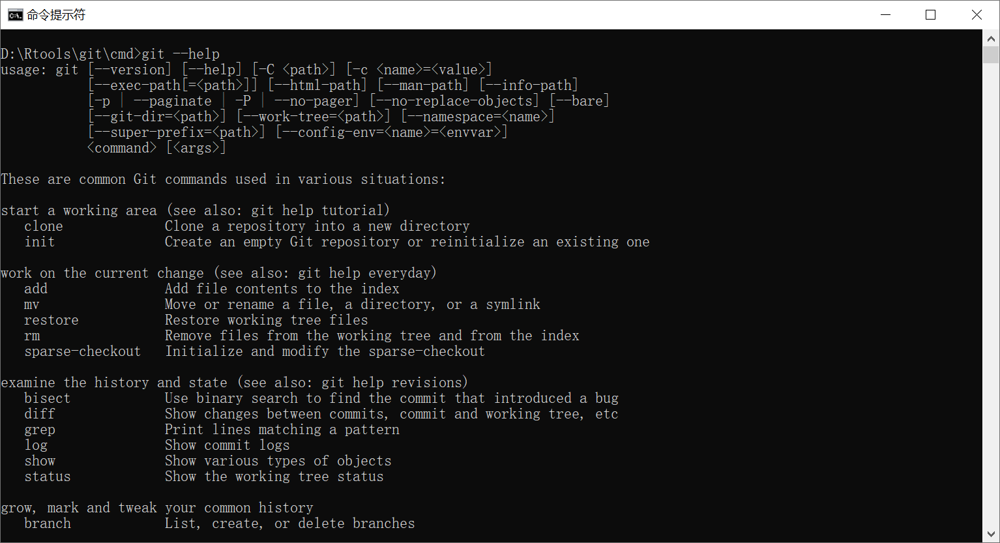 命令提示符
D:\Rtools\git\cmd>git --help
usage: git [--version] [--help] [-C <path>] [-c <name>=<value>]
           [--exec-path[=<path>]] [--html-path] [--man-path] [--info-path]
           [-p | --paginate | -P | --no-pager] [--no-replace-objects] [--bare]
           [--git-dir=<path>] [--work-tree=<path>] [--namespace=<name>]
           [--super-prefix=<path>] [--config-env=<name>=<envvar>]
           <command> [<args>]
These are common Git commands used in various situations:
start a working area (see also: git help tutorial)
   clone             Clone a repository into a new directory
   init              Create an empty Git repository or reinitialize an existing one
work on the current change (see also: git help everyday)
   add               Add file contents to the index
   mv                Move or rename a file, a directory, or a symlink
   restore           Restore working tree files
   rm                Remove files from the working tree and from the index
   sparse-checkout   Initialize and modify the sparse-checkout
examine the history and state (see also: git help revisions)
   bisect            Use binary search to find the commit that introduced a bug
   diff              Show changes between commits, commit and working tree, etc
   grep              Print lines matching a pattern
   log               Show commit logs
   show              Show various types of objects
   status            Show the working tree status
grow, mark and tweak your common history
   branch            List, create, or delete branches